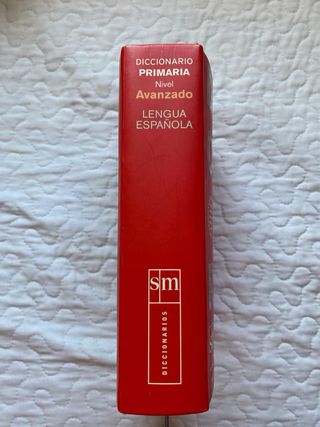 DICCIONARIO
PRIMARIA
Nivel
Avanzado
LENGUA
ESPAÑOLA
sm
DICCIONARIOS